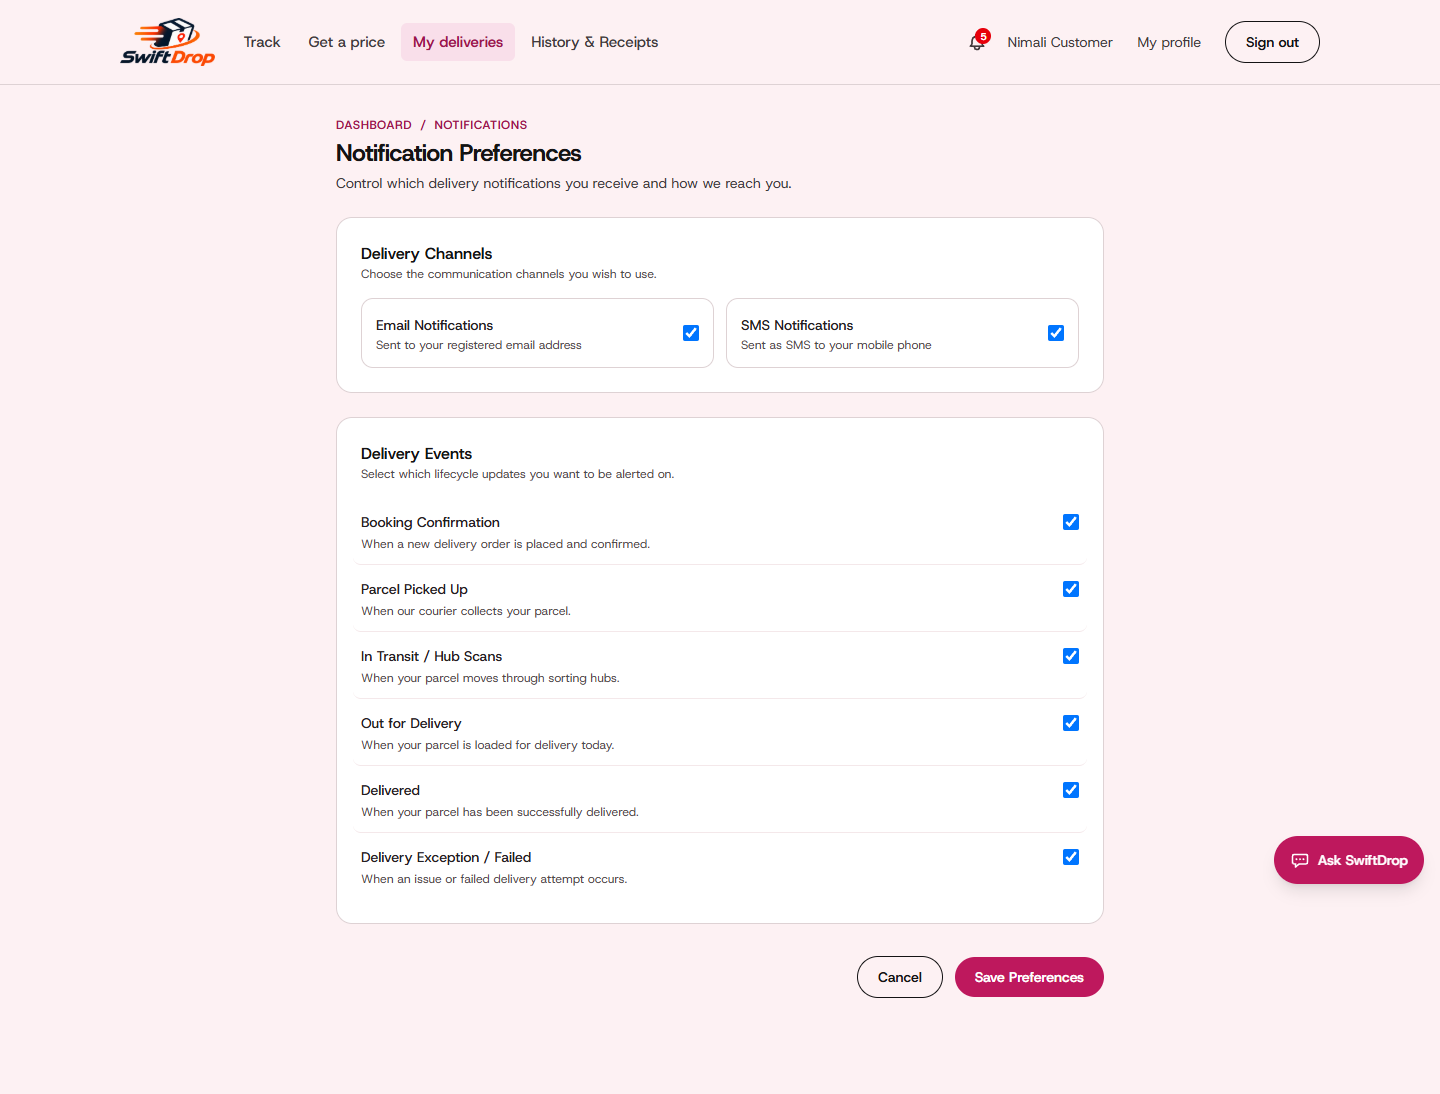 SwiftDrop
Track
Get a price
My deliveries
History & Receipts
5
Nimali Customer
My profile
Sign out
DASHBOARD / NOTIFICATIONS
Notification Preferences
Control which delivery notifications you receive and how we reach you.
Delivery Channels
Choose the communication channels you wish to use.
Email Notifications
Sent to your registered email address
SMS Notifications
Sent as SMS to your mobile phone
Delivery Events
Select which lifecycle updates you want to be alerted on.
Booking Confirmation
When a new delivery order is placed and confirmed.
Parcel Picked Up
When our courier collects your parcel.
In Transit / Hub Scans
When your parcel moves through sorting hubs.
Out for Delivery
When your parcel is loaded for delivery today.
Delivered
When your parcel has been successfully delivered.
Delivery Exception / Failed
When an issue or failed delivery attempt occurs.
Ask SwiftDrop
Cancel
Save Preferences